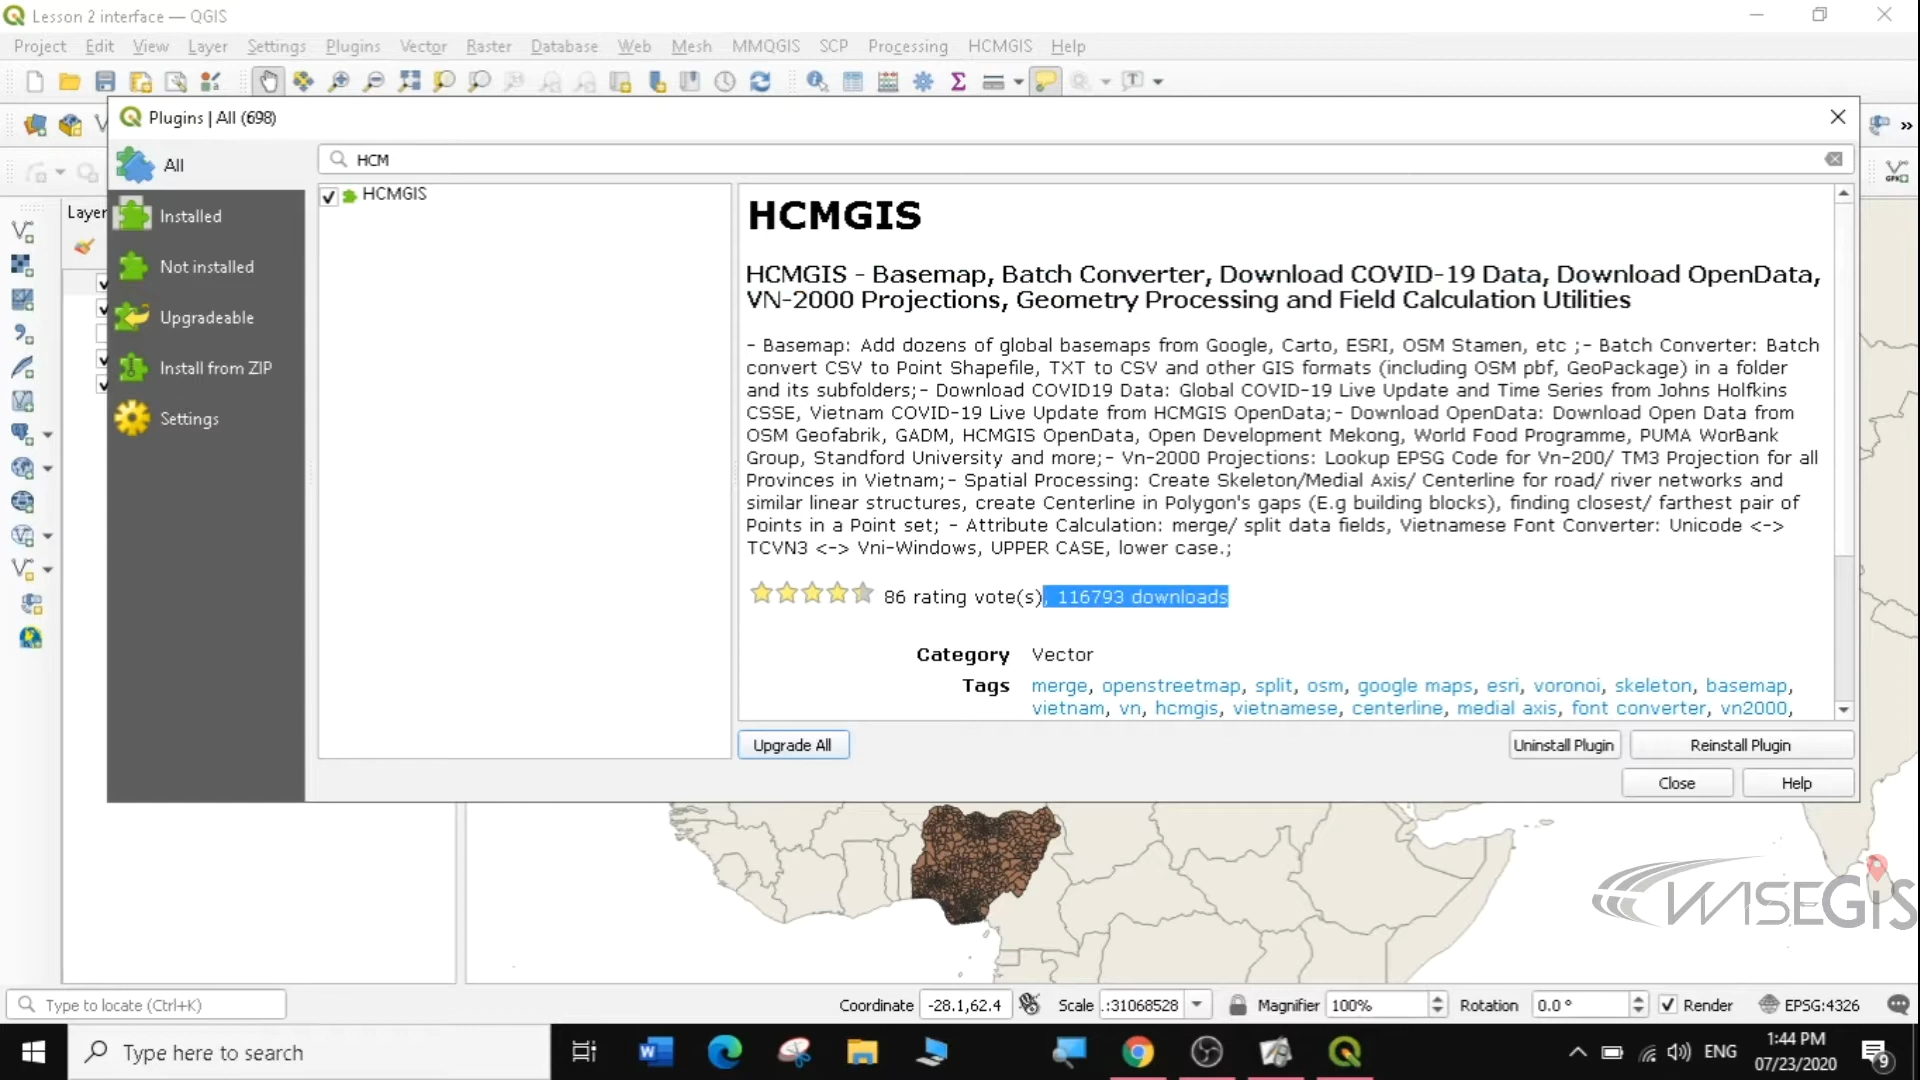 Lesson 2 interface — QGIS
Project Edit View Layer Settings Plugins Vector Raster Database Web Mesh MMQGIS SCP Processing HCMGIS Help
Plugins | All (698)
All
HCM
Installed
Not installed
Upgradeable
Install from ZIP
Settings
Layer
HCMGIS
HCMGIS
HCMGIS - Basemap, Batch Converter, Download COVID-19 Data, Download OpenData,
VN-2000 Projections, Geometry Processing and Field Calculation Utilities
- Basemap: Add dozens of global basemaps from Google, Carto, ESRI, OSM Stamen, etc ;- Batch Converter: Batch
convert CSV to Point Shapefile, TXT to CSV and other GIS formats (including OSM pbf, GeoPackage) in a folder
and its subfolders;- Download COVID19 Data: Global COVID-19 Live Update and Time Series from Johns Holfkins
CSSE, Vietnam COVID-19 Live Update from HCMGIS OpenData;- Download OpenData: Download Open Data from
OSM Geofabrik, GADM, HCMGIS OpenData, Open Development Mekong, World Food Programme, PUMA WorBank
Group, Standford University and more;- Vn-2000 Projections: Lookup EPSG Code for Vn-200/ TM3 Projection for all
Provinces in Vietnam;- Spatial Processing: Create Skeleton/Medial Axis/ Centerline for road/ river networks and
similar linear structures, create Centerline in Polygon's gaps (E.g building blocks), finding closest/ farthest pair of
Points in a Point set; - Attribute Calculation: merge/ split data fields, Vietnamese Font Converter: Unicode <->
TCVN3 <-> Vni-Windows, UPPER CASE, lower case.;
86 rating vote(s), 116793 downloads
Category Vector
Tags merge, openstreetmap, split, osm, google maps, esri, voronoi, skeleton, basemap,
vietnam, vn, hcmgis, vietnamese, centerline, medial axis, font converter, vn2000,
Upgrade All
Uninstall Plugin
Reinstall Plugin
Close
Help
WASEGIS
Type to locate (Ctrl+K)
Coordinate -28.1,62.4 Scale .:31068528 Magnifier 100% Rotation 0.0 ° Render EPSG:4326
Type here to search
ENG
1:44 PM
07/23/2020
9